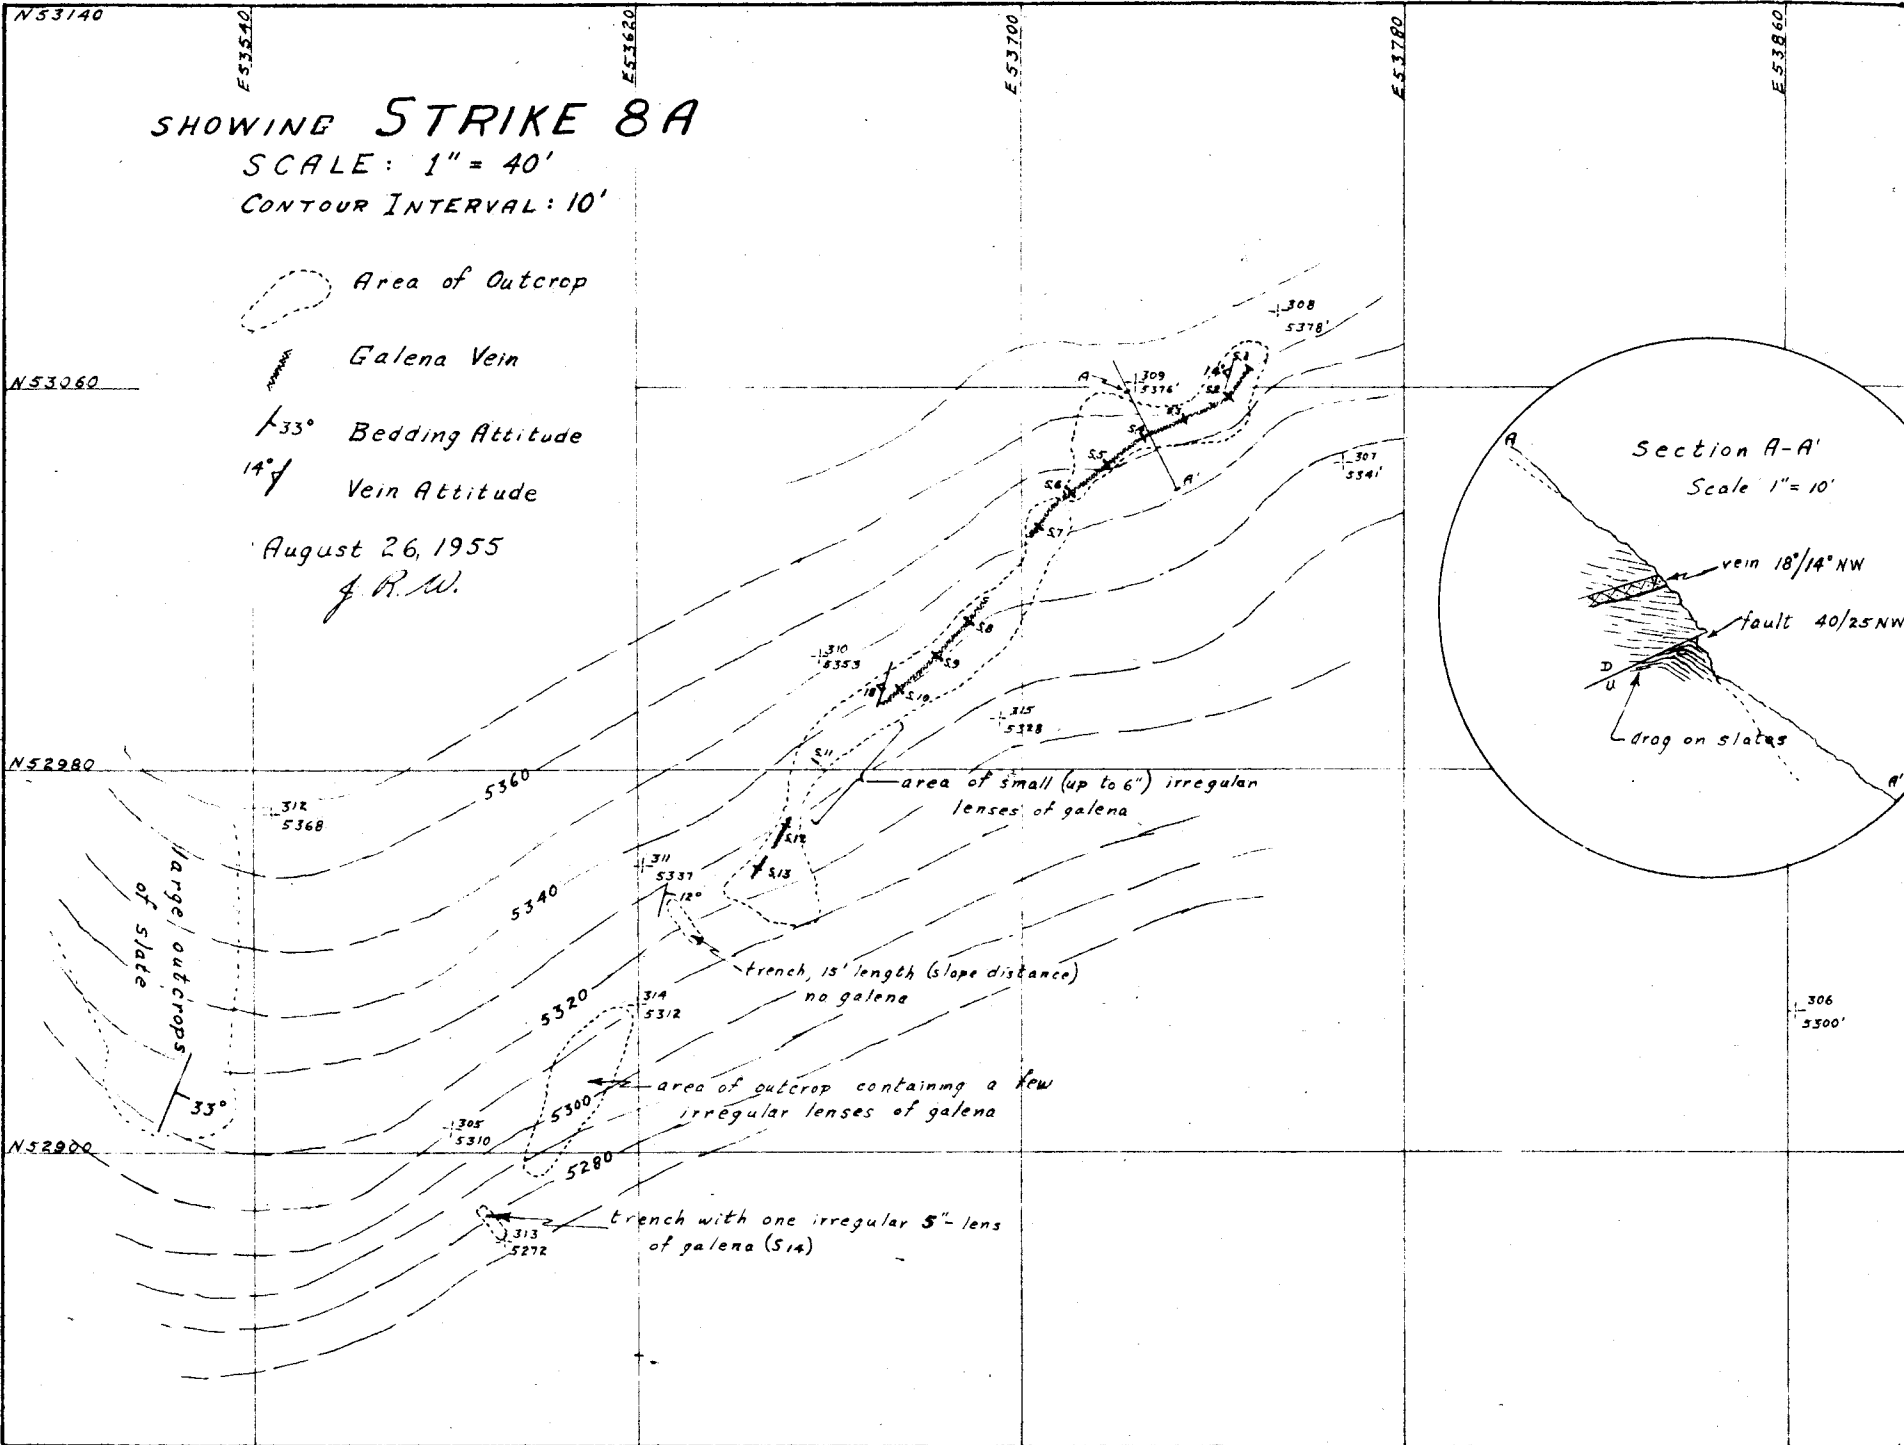 N53140
E53540
E53620
E53700
E53780
E53860
SHOWING STRIKE 8A
SCALE: 1" = 40'
CONTOUR INTERVAL: 10'
Area of Outcrop
Galena Vein
33° Bedding Attitude
14° Vein Attitude
August 26, 1955
J. R. W.
N53060
308
5378'
A
309
5376'
14°
S.1
S2
S3
S4
S.5
S6
S7
A'
307
5341'
Section A-A'
Scale 1" = 10'
A
vein 18°/14° NW
fault 40/25 NW
D
U
drag on slates
A'
310
5353
S8
S9
18
S.10
315
5328
S.11
N52980
5360
312
5368
area of small (up to 6") irregular
lenses of galena
S.12
S.13
311
5337
12°
5340
large outcrops
of slate
trench, 15' length (slope distance)
no galena
5320
314
5312
306
5300'
33°
area of outcrop containing a few
irregular lenses of galena
5300
305
5310
N52900
5280
trench with one irregular 5"- lens
of galena (S14)
313
5272